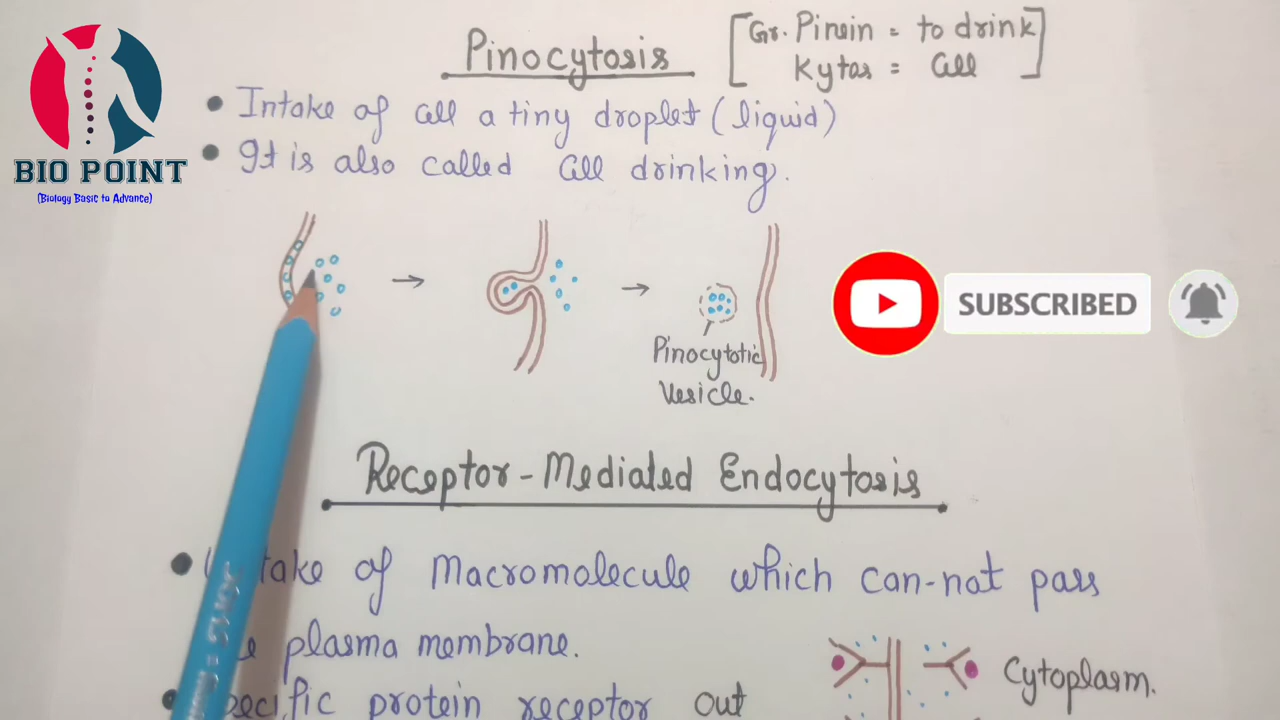 Pinocytosis
[Gr. Pinein = to drink
Kytos = Cell]
• Intake of Cell a tiny droplet (liquid)
• It is also called Cell drinking.
BIO POINT
(Biology Basic to Advance)
SUBSCRIBED
Pinocytotic
Vesicle.
Receptor-Mediated Endocytosis
• of Macromolecule which can-not pass
plasma membrane.
• protein receptor out
Cytoplasm.